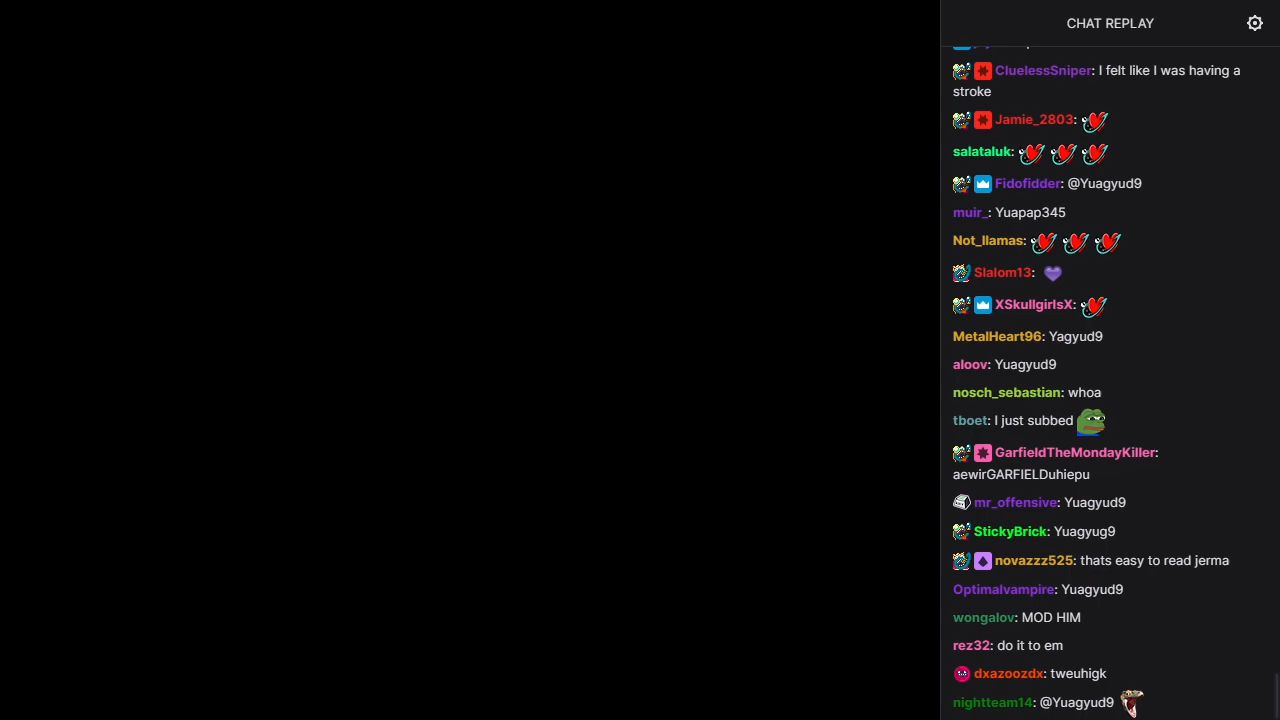 CHAT REPLAY
CluelessSniper: I felt like I was having a
stroke
Jamie_2803:
salataluk:
Fidofidder: @Yuagyud9
muir_: Yuapap345
Not_llamas:
Slalom13:
XSkullgirlsX:
MetalHeart96: Yagyud9
aloov: Yuagyud9
nosch_sebastian: whoa
tboet: I just subbed
GarfieldTheMondayKiller:
aewirGARFIELDuhiepu
mr_offensive: Yuagyud9
StickyBrick: Yuagyug9
novazzz525: thats easy to read jerma
Optimalvampire: Yuagyud9
wongalov: MOD HIM
rez32: do it to em
dxazoozdx: tweuhigk
nightteam14: @Yuagyud9